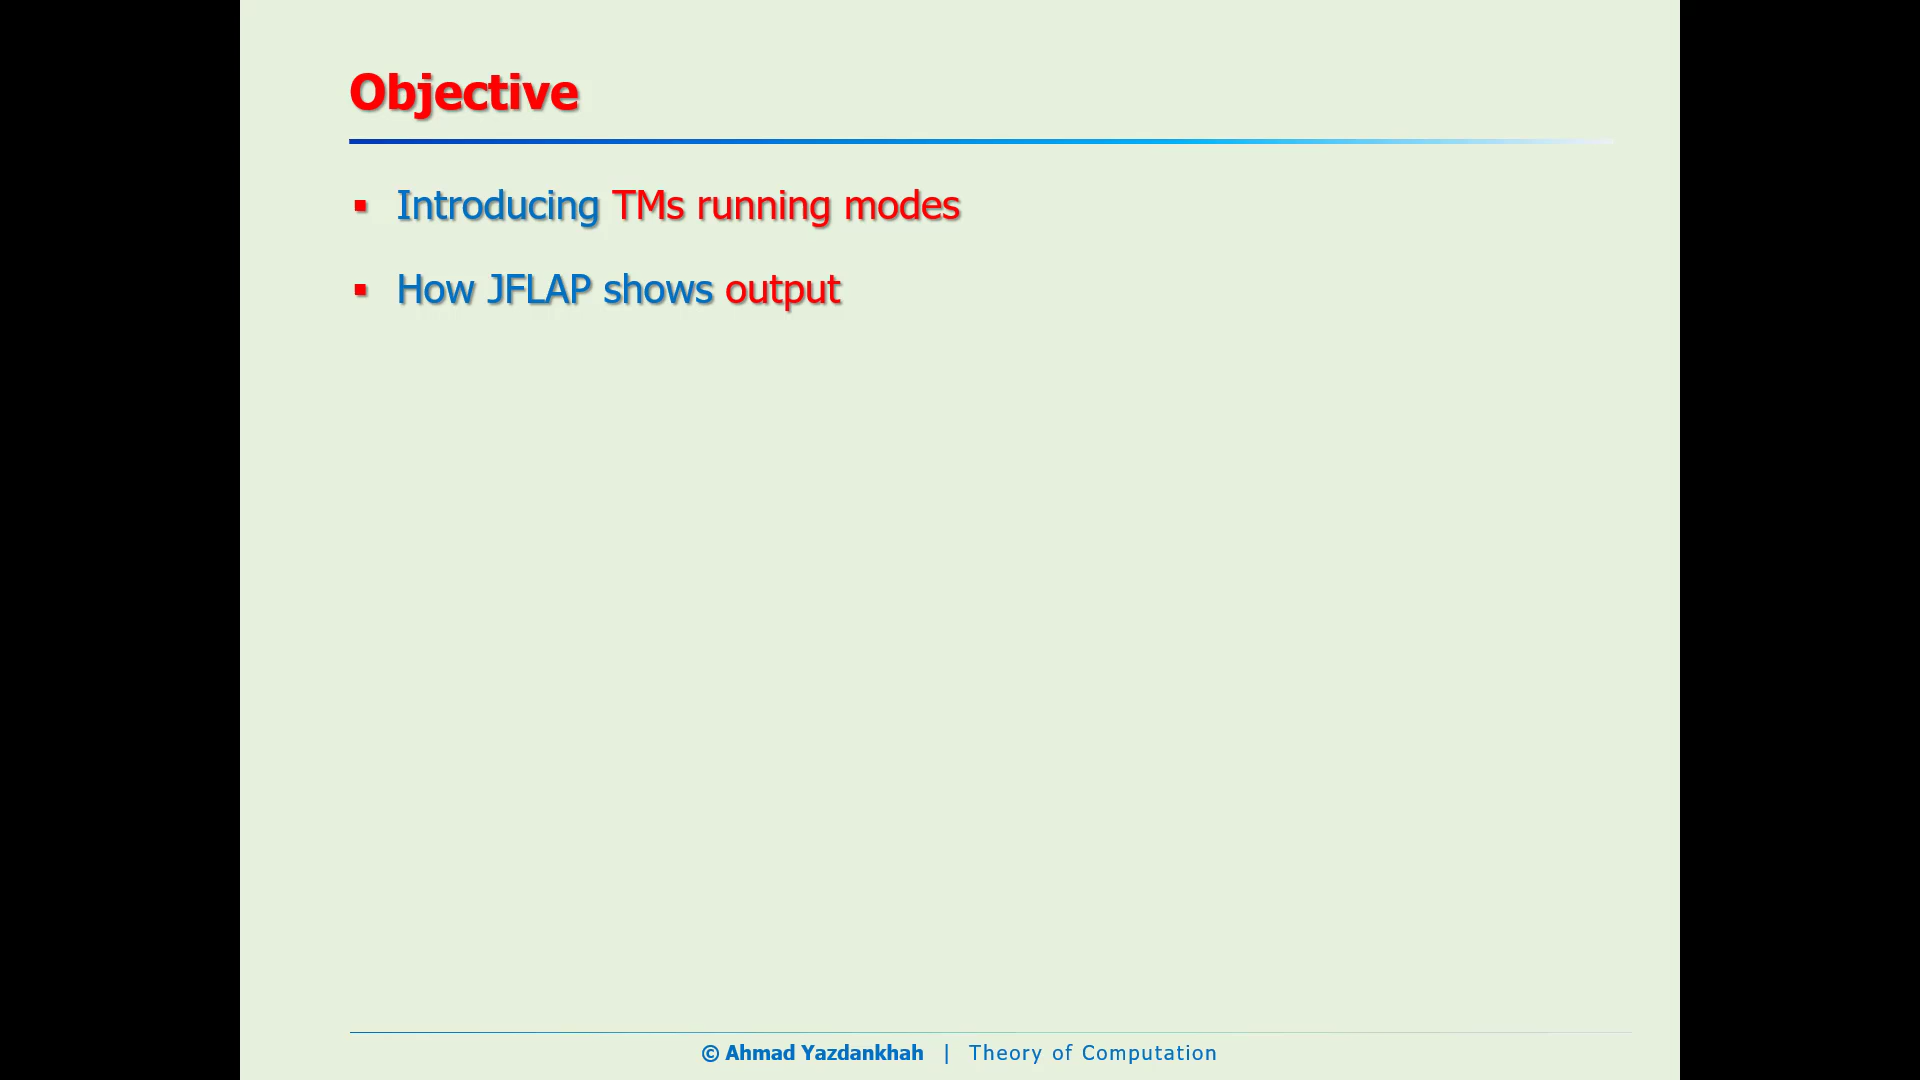 Objective
▪ Introducing TMs running modes
▪ How JFLAP shows output
© Ahmad Yazdankhah | Theory of Computation